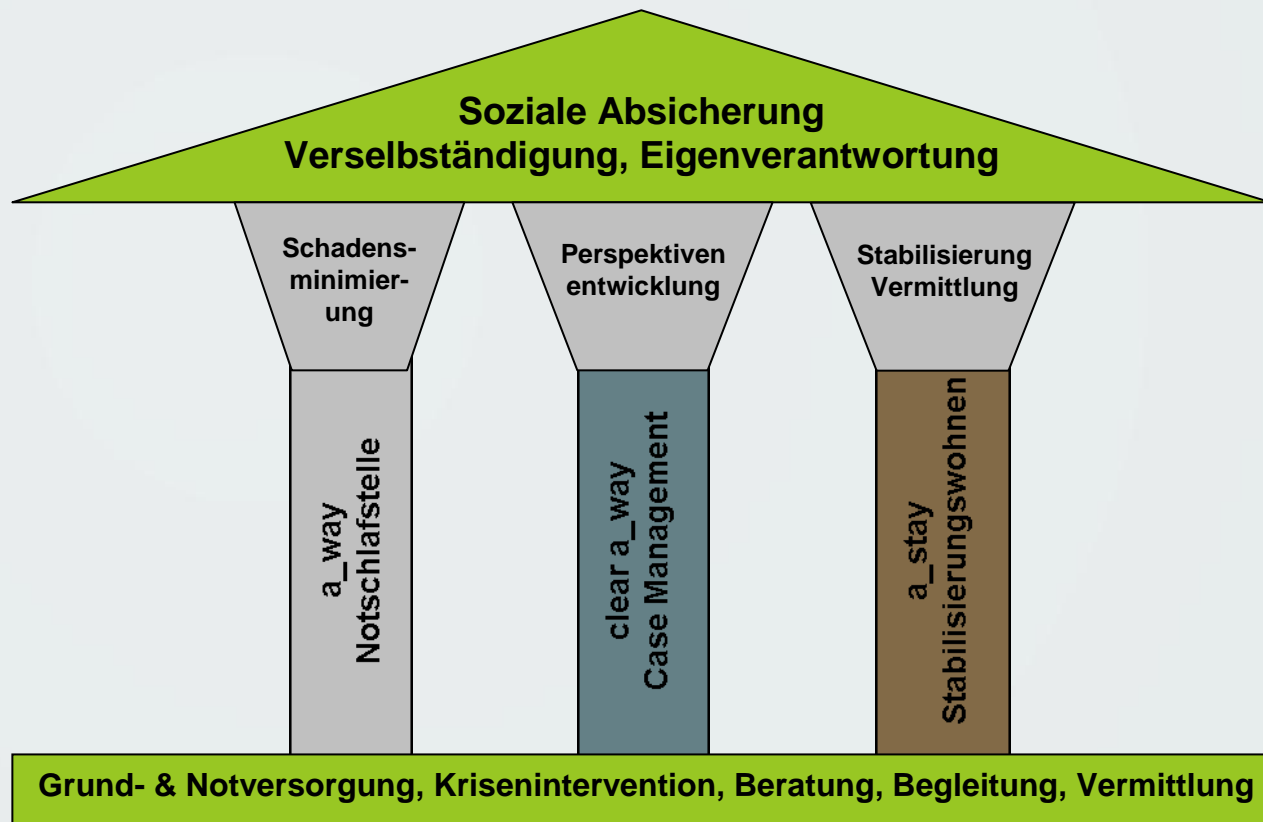 Soziale Absicherung
Verselbständigung, Eigenverantwortung
Schadens-
minimier-
ung
Perspektiven
entwicklung
Stabilisierung
Vermittlung
a_way
Notschlafstelle
clear a_way
Case Management
a_stay
Stabilisierungswohnen
Grund- & Notversorgung, Krisenintervention, Beratung, Begleitung, Vermittlung